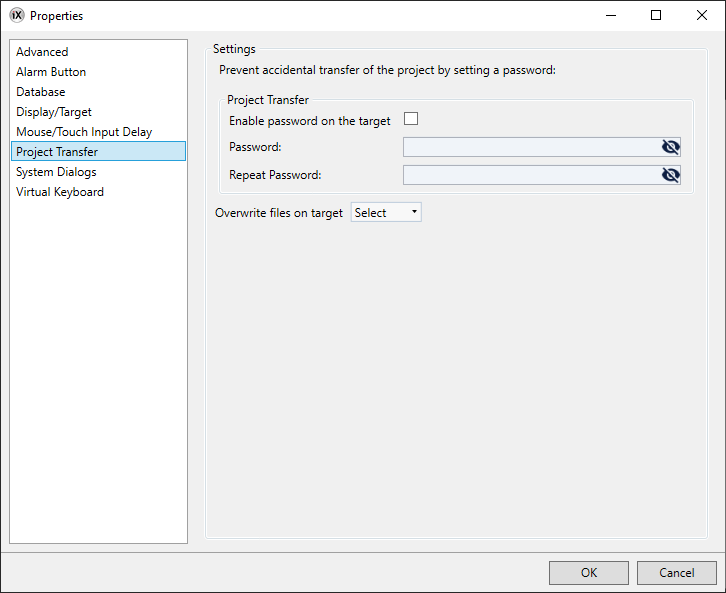 iX Properties
Advanced
Alarm Button
Database
Display/Target
Mouse/Touch Input Delay
Project Transfer
System Dialogs
Virtual Keyboard
Settings
Prevent accidental transfer of the project by setting a password:
Project Transfer
Enable password on the target
Password:
Repeat Password:
Overwrite files on target Select
OK Cancel